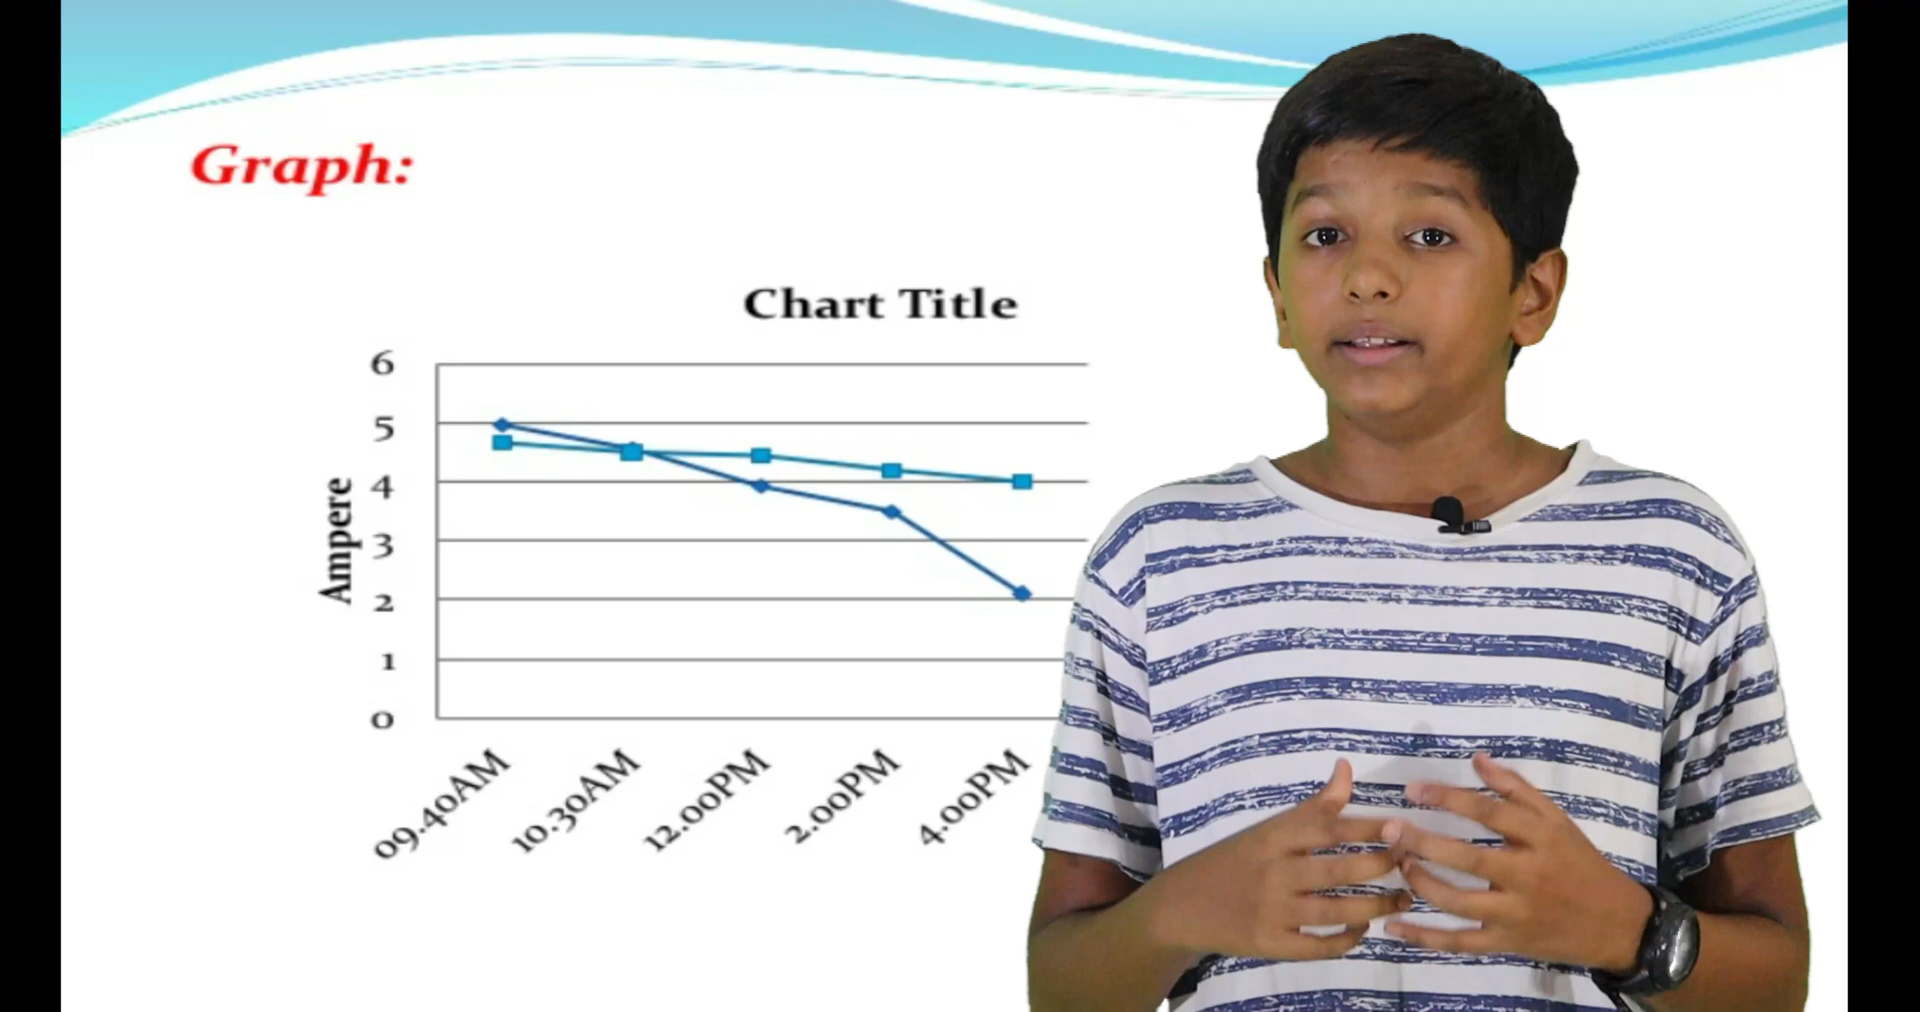 Graph:
Chart Title
6
5
4
3
2
1
0
Ampere
09.40AM
10.30AM
12.00PM
2.00PM
4.00PM